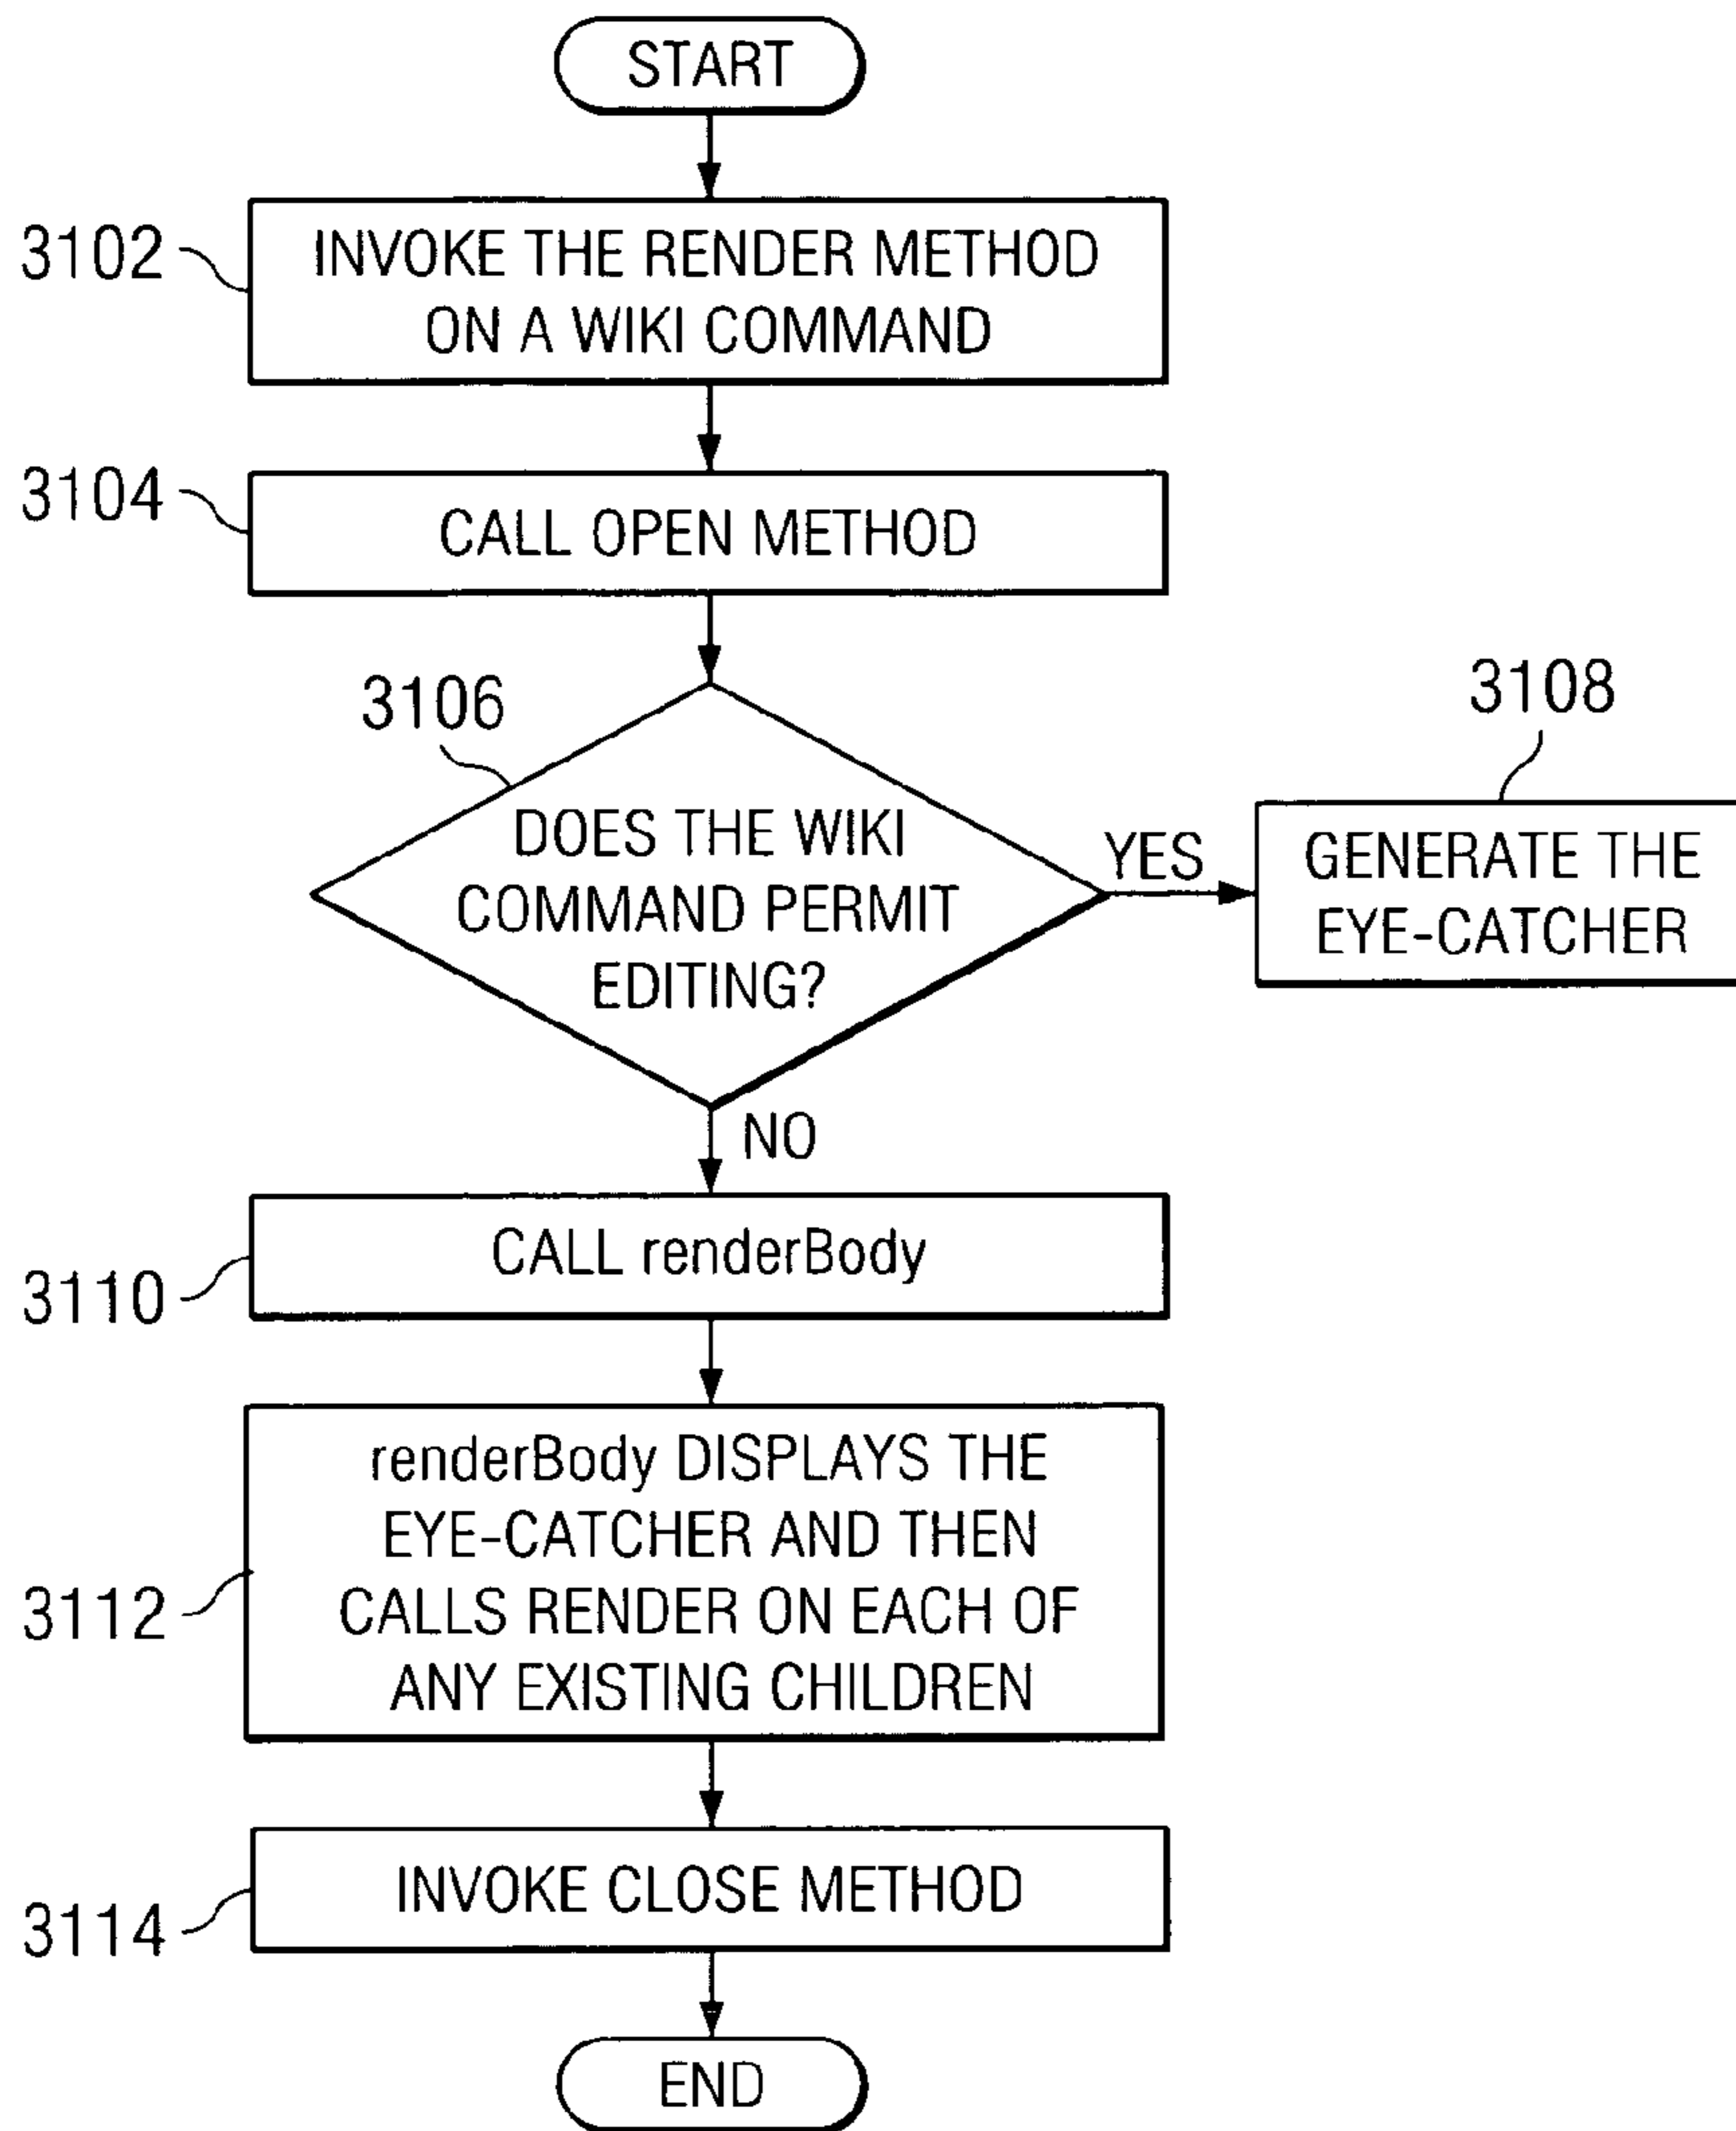 START
3102
INVOKE THE RENDER METHOD
ON A WIKI COMMAND
3104
CALL OPEN METHOD
3106
DOES THE WIKI
COMMAND PERMIT
EDITING?
YES
3108
GENERATE THE
EYE-CATCHER
NO
CALL renderBody
3110
renderBody DISPLAYS THE
EYE-CATCHER AND THEN
CALLS RENDER ON EACH OF
ANY EXISTING CHILDREN
3112
INVOKE CLOSE METHOD
3114
END